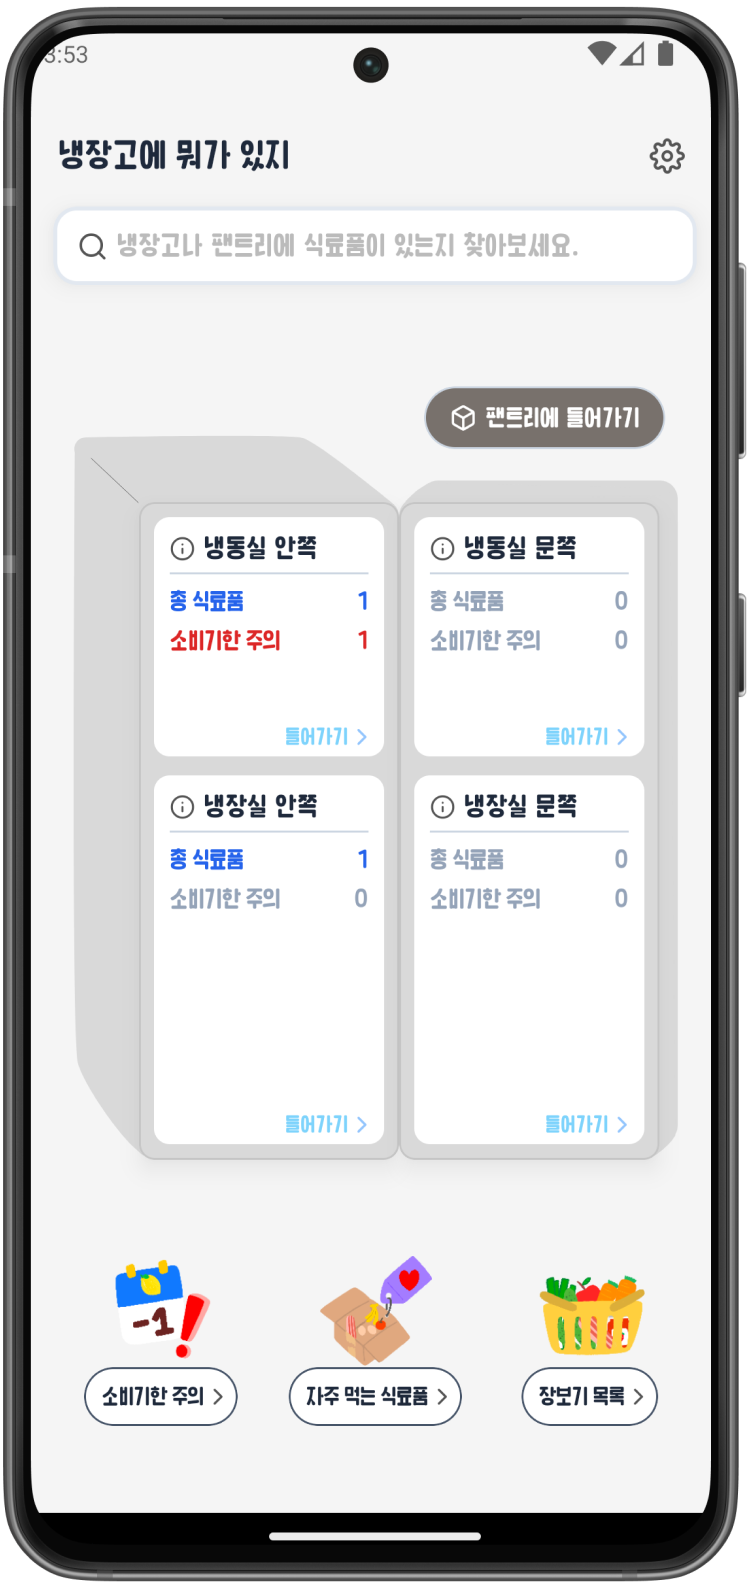 3:53
냉장고에 뭐가 있지
냉장고나 팬트리에 식료품이 있는지 찾아보세요.
팬트리에 들어가기
냉동실 안쪽
총 식료품 1
소비기한 주의 1
들어가기
냉동실 문쪽
총 식료품 0
소비기한 주의 0
들어가기
냉장실 안쪽
총 식료품 1
소비기한 주의 0
들어가기
냉장실 문쪽
총 식료품 0
소비기한 주의 0
들어가기
-1
소비기한 주의
자주 먹는 식료품
장보기 목록